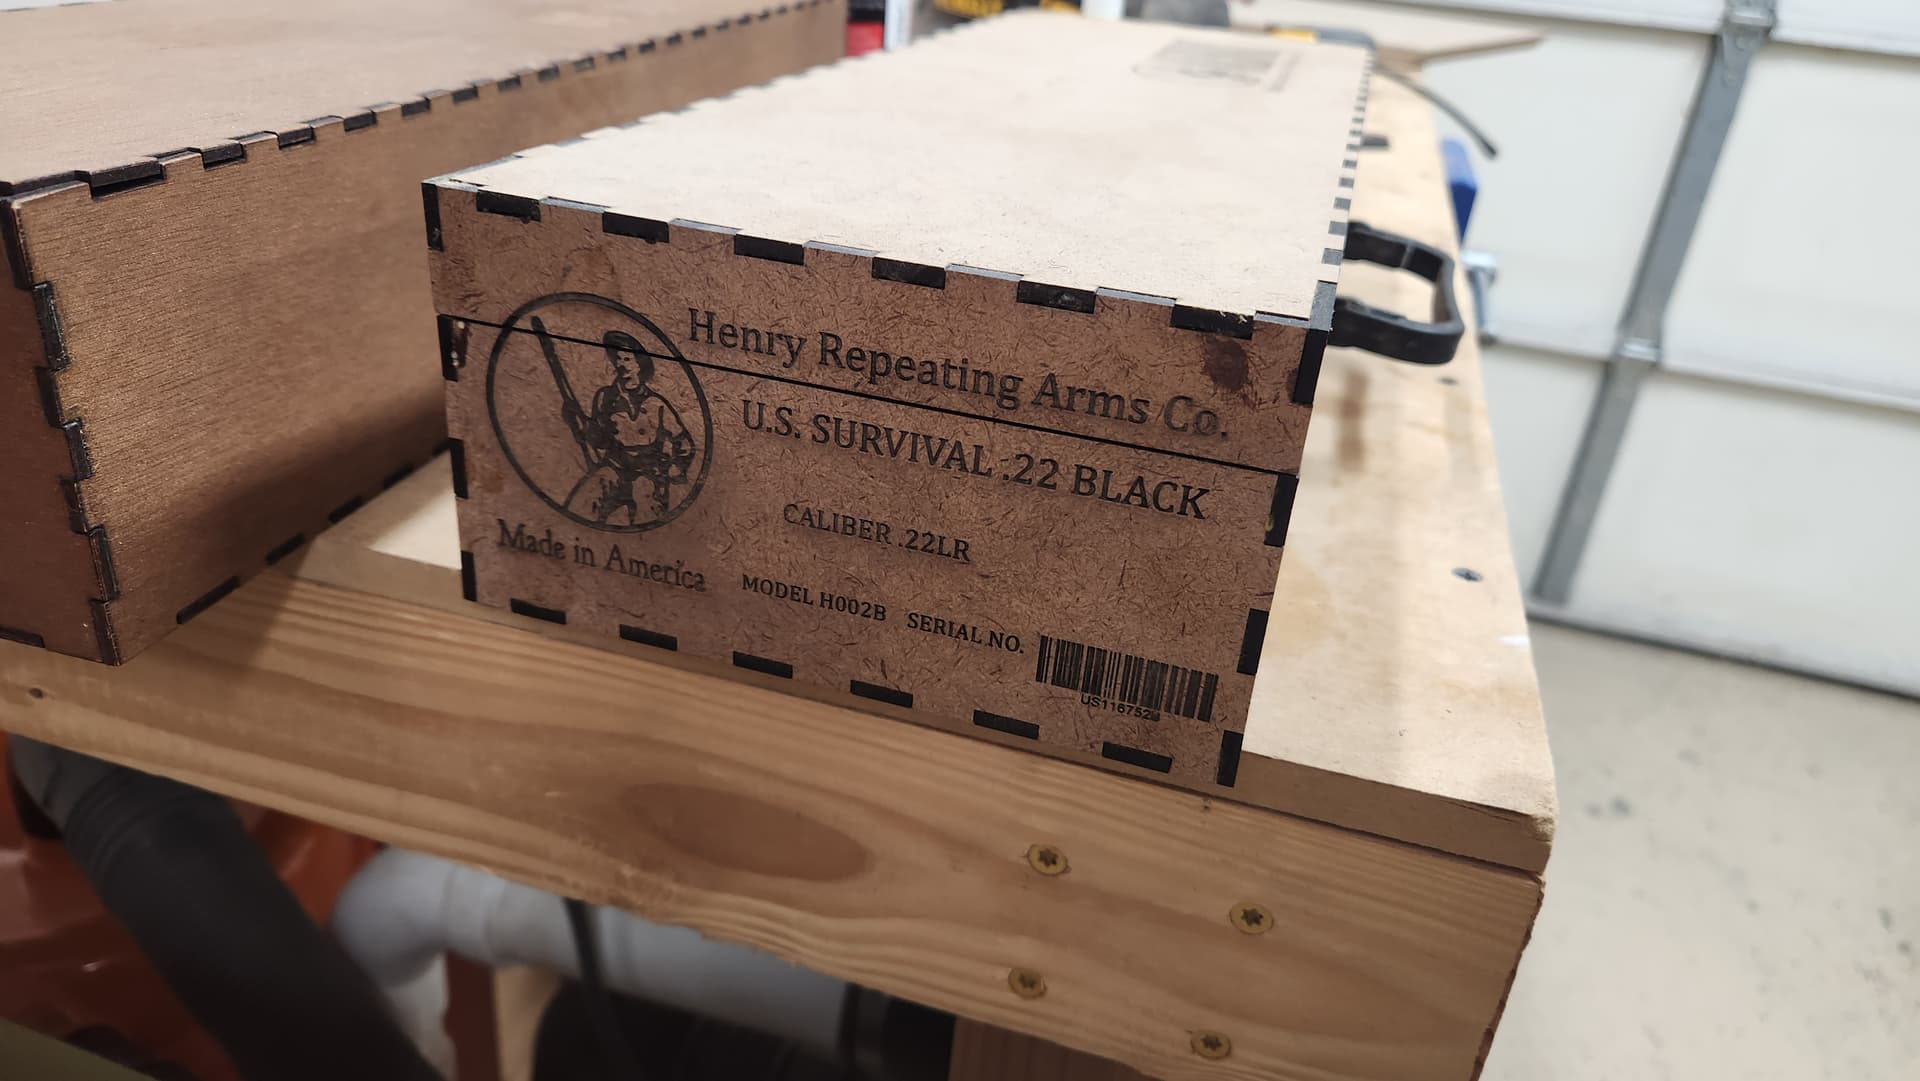 Henry Repeating Arms Co.
U.S. SURVIVAL .22 BLACK
CALIBER .22LR
Made in America
MODEL H002B SERIAL NO.